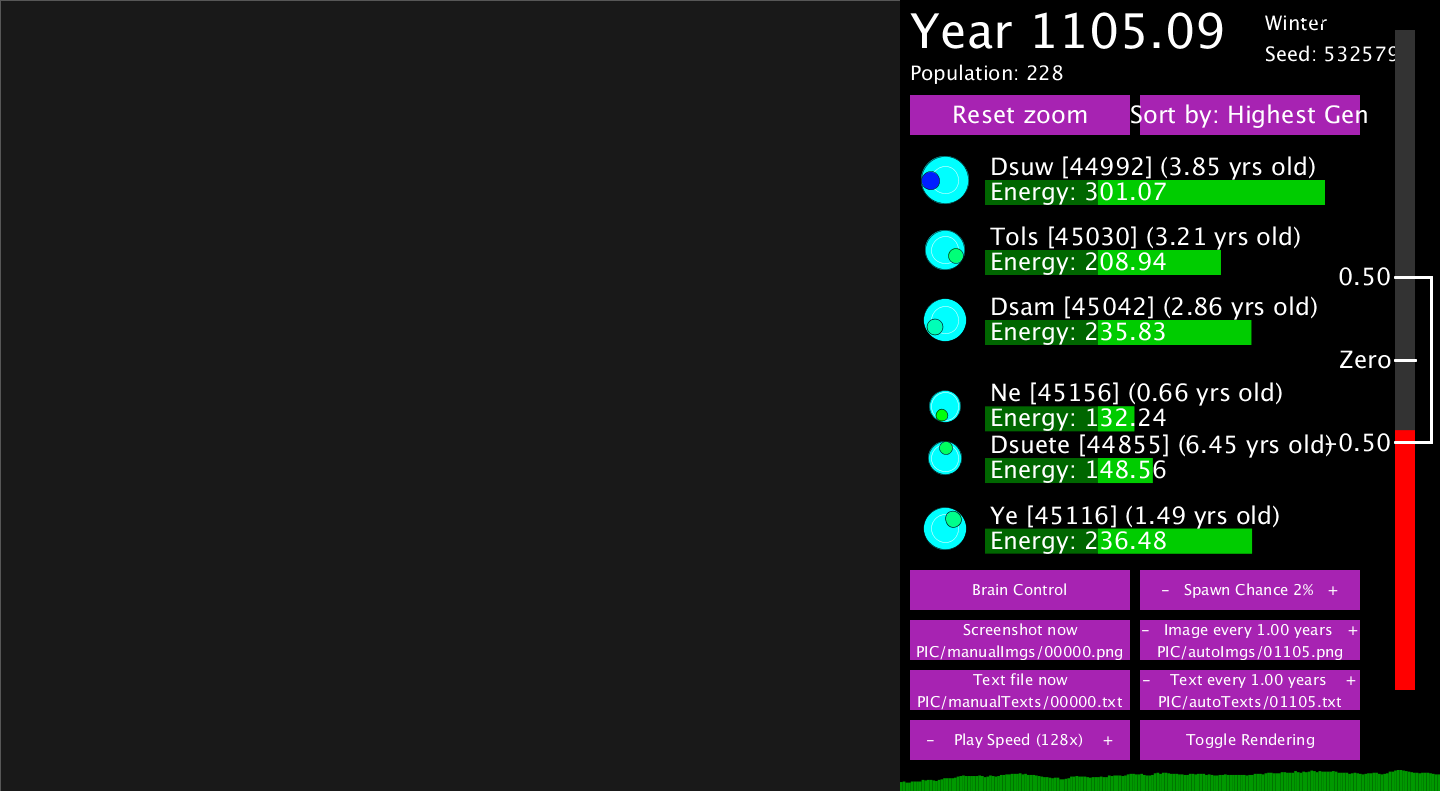 Year 1105.09
Winter
Seed: 532579
Population: 228
Reset zoom
Sort by: Highest Gen
Dsuw [44992] (3.85 yrs old)
Energy: 301.07
Tols [45030] (3.21 yrs old)
Energy: 208.94
0.50
Dsam [45042] (2.86 yrs old)
Energy: 235.83
Zero
Ne [45156] (0.66 yrs old)
Energy: 132.24
Dsuete [44855] (6.45 yrs old)
-0.50
Energy: 148.56
Ye [45116] (1.49 yrs old)
Energy: 236.48
Brain Control
- Spawn Chance 2% +
Screenshot now
PIC/manualImgs/00000.png
- Image every 1.00 years +
PIC/autoImgs/01105.png
Text file now
PIC/manualTexts/00000.txt
- Text every 1.00 years +
PIC/autoTexts/01105.txt
- Play Speed (128x) +
Toggle Rendering